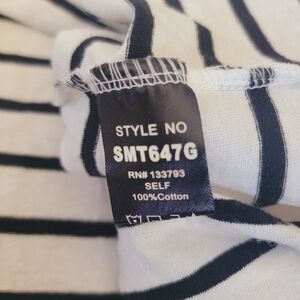 STYLE NO
SMT647G
RN# 133793
SELF
100%Cotton